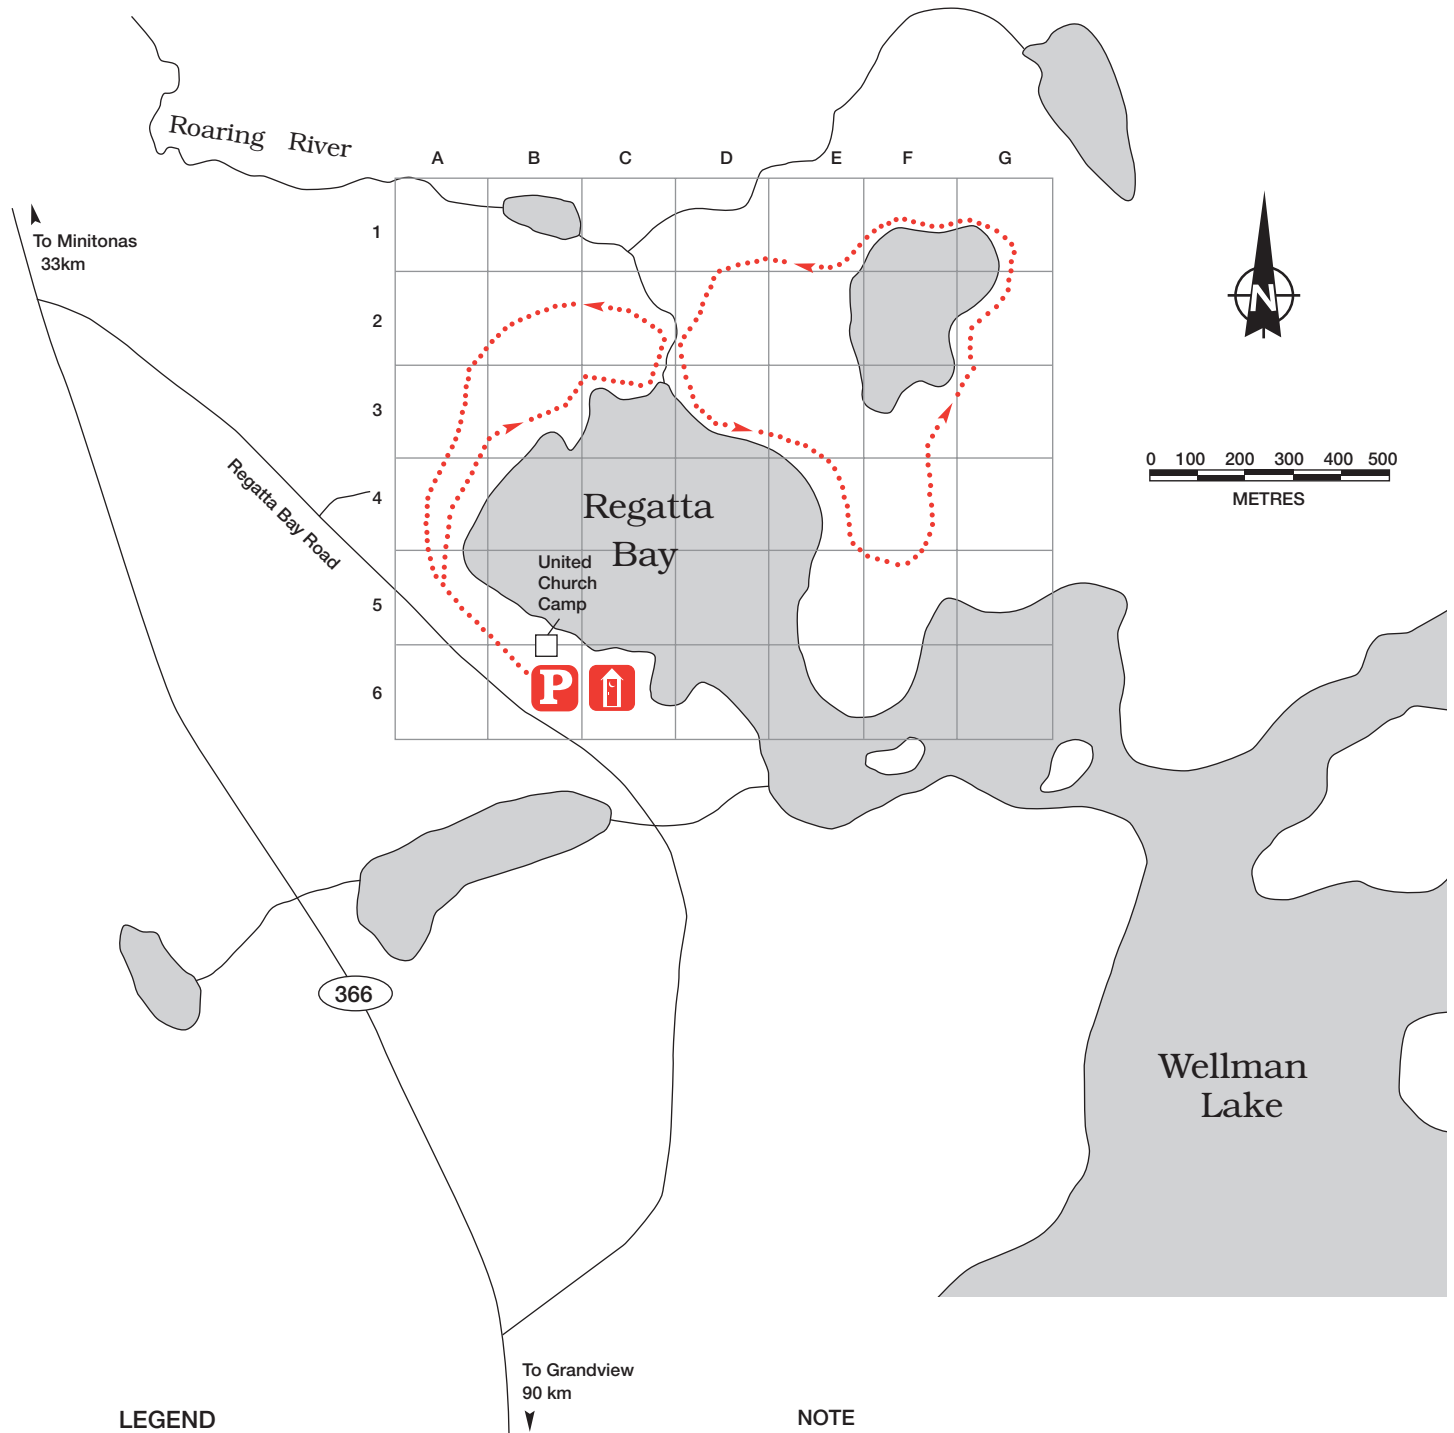 Roaring River
A B C D E F G
1
2
3
4
5
6
To Minitonas
33km
N
0 100 200 300 400 500
METRES
Regatta Bay Road
Regatta
Bay
United
Church
Camp
P
366
Wellman
Lake
To Grandview
90 km
LEGEND
NOTE